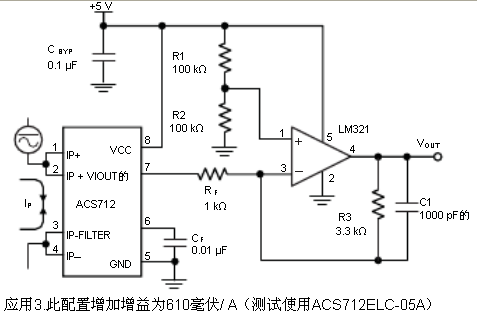 +5 V
C BYP
0.1 µF
R1
100 kΩ
R2
100 kΩ
LM321
VOUT
1
3
5
4
2
+
−
1
2
3
4
8
7
6
5
IP+
VCC
IP + VIOUT的
ACS712
IP-FILTER
IP–
GND
IP
RF
1 kΩ
CF
0.01 µF
R3
3.3 kΩ
C1
1000 pF的
应用3.此配置增加增益为610毫伏/ A（测试使用ACS712ELC-05A）